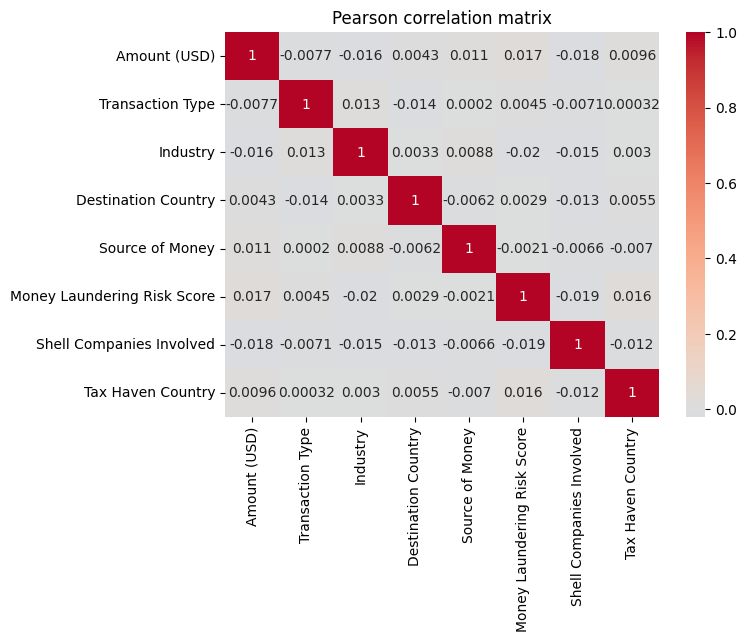 Pearson correlation matrix
Amount (USD) 1 -0.0077 -0.016 0.0043 0.011 0.017 -0.018 0.0096
Transaction Type -0.0077 1 0.013 -0.014 0.0002 0.0045 -0.0071 0.00032
Industry -0.016 0.013 1 0.0033 0.0088 -0.02 -0.015 0.003
Destination Country 0.0043 -0.014 0.0033 1 -0.0062 0.0029 -0.013 0.0055
Source of Money 0.011 0.0002 0.0088 -0.0062 1 -0.0021 -0.0066 -0.007
Money Laundering Risk Score 0.017 0.0045 -0.02 0.0029 -0.0021 1 -0.019 0.016
Shell Companies Involved -0.018 -0.0071 -0.015 -0.013 -0.0066 -0.019 1 -0.012
Tax Haven Country 0.0096 0.00032 0.003 0.0055 -0.007 0.016 -0.012 1
Amount (USD)
Transaction Type
Industry
Destination Country
Source of Money
Money Laundering Risk Score
Shell Companies Involved
Tax Haven Country
1.0
0.8
0.6
0.4
0.2
0.0